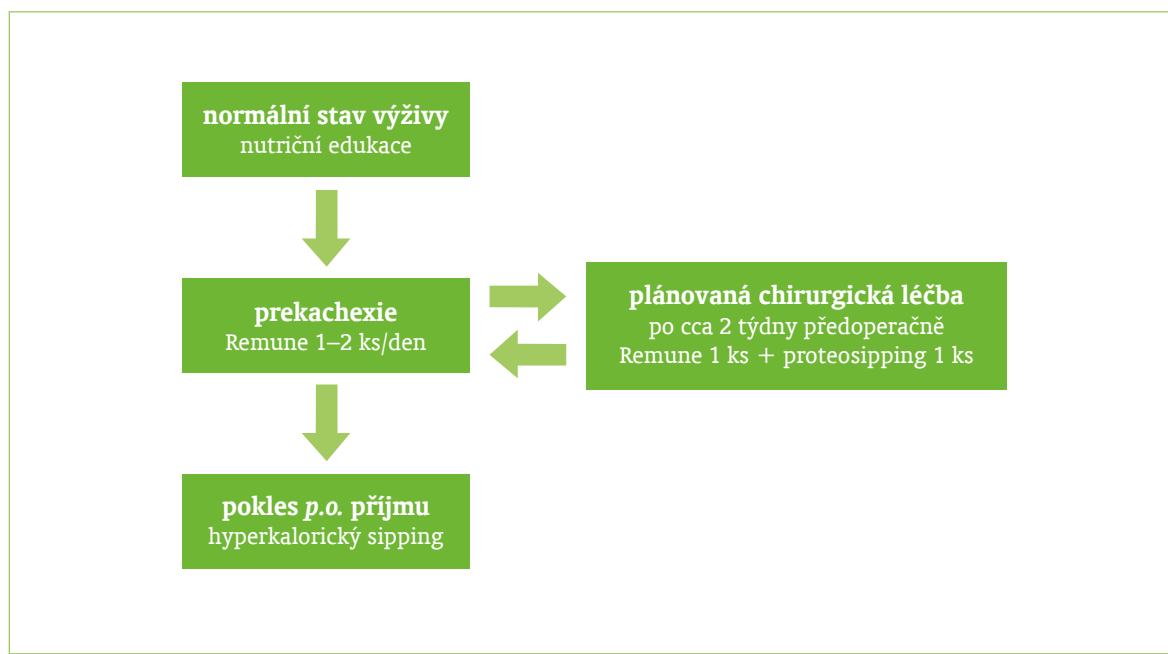 normální stav výživy
nutriční edukace
prekachexie
Remune 1–2 ks/den
plánovaná chirurgická léčba
po cca 2 týdny předoperačně
Remune 1 ks + proteosipping 1 ks
pokles p.o. příjmu
hyperkalorický sipping